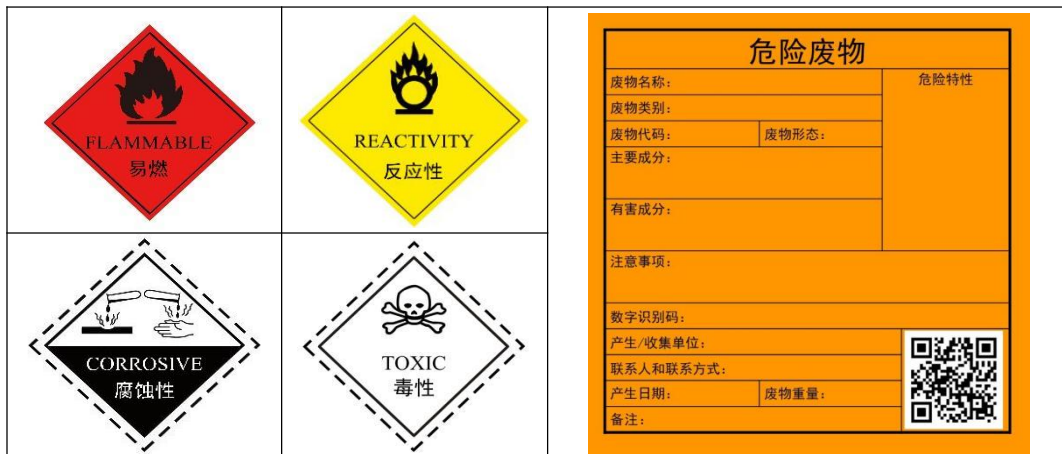 FLAMMABLE
易燃
REACTIVITY
反应性
CORROSIVE
腐蚀性
TOXIC
毒性
危险废物
废物名称：
危险特性
废物类别：
废物代码：
废物形态：
主要成分：
有害成分：
注意事项：
数字识别码：
产生/收集单位：
联系人和联系方式：
产生日期：
废物重量：
备注：